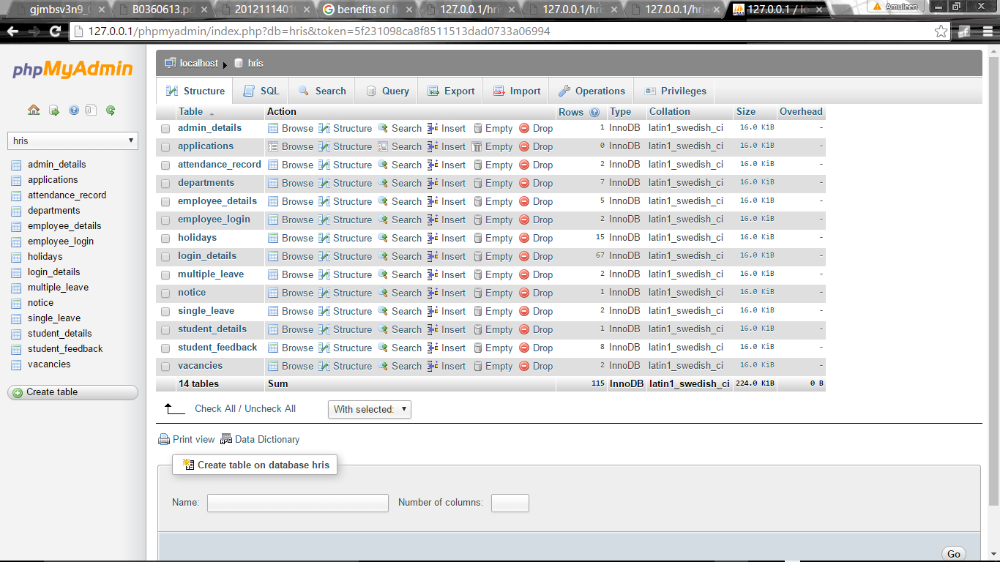 gjmbsv3n9_ B0360613.pd 2012111401 benefits of h 127.0.0.1/hris 127.0.0.1/hris 127.0.0.1/hris 127.0.0.1 / lo Amuleen
127.0.0.1/phpmyadmin/index.php?db=hris&token=5f231098ca8f8511513dad0733a06994
phpMyAdmin
hris
admin_details
applications
attendance_record
departments
employee_details
employee_login
holidays
login_details
multiple_leave
notice
single_leave
student_details
student_feedback
vacancies
Create table
localhost hris
Structure SQL Search Query Export Import Operations Privileges
Table Action Rows Type Collation Size Overhead
admin_details Browse Structure Search Insert Empty Drop 1 InnoDB latin1_swedish_ci 16.0 KiB -
applications Browse Structure Search Insert Empty Drop 0 InnoDB latin1_swedish_ci 16.0 KiB -
attendance_record Browse Structure Search Insert Empty Drop 2 InnoDB latin1_swedish_ci 16.0 KiB -
departments Browse Structure Search Insert Empty Drop 7 InnoDB latin1_swedish_ci 16.0 KiB -
employee_details Browse Structure Search Insert Empty Drop 5 InnoDB latin1_swedish_ci 16.0 KiB -
employee_login Browse Structure Search Insert Empty Drop 2 InnoDB latin1_swedish_ci 16.0 KiB -
holidays Browse Structure Search Insert Empty Drop 15 InnoDB latin1_swedish_ci 16.0 KiB -
login_details Browse Structure Search Insert Empty Drop 67 InnoDB latin1_swedish_ci 16.0 KiB -
multiple_leave Browse Structure Search Insert Empty Drop 2 InnoDB latin1_swedish_ci 16.0 KiB -
notice Browse Structure Search Insert Empty Drop 1 InnoDB latin1_swedish_ci 16.0 KiB -
single_leave Browse Structure Search Insert Empty Drop 2 InnoDB latin1_swedish_ci 16.0 KiB -
student_details Browse Structure Search Insert Empty Drop 1 InnoDB latin1_swedish_ci 16.0 KiB -
student_feedback Browse Structure Search Insert Empty Drop 8 InnoDB latin1_swedish_ci 16.0 KiB -
vacancies Browse Structure Search Insert Empty Drop 2 InnoDB latin1_swedish_ci 16.0 KiB -
14 tables Sum 115 InnoDB latin1_swedish_ci 224.0 KiB 0 B
Check All / Uncheck All With selected:
Print view Data Dictionary
Create table on database hris
Name: Number of columns:
Go